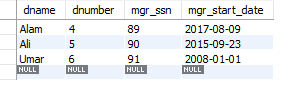 dname dnumber mgr_ssn mgr_start_date
Alam 4 89 2017-08-09
Ali 5 90 2015-09-23
Umar 6 91 2008-01-01
NULL NULL NULL NULL